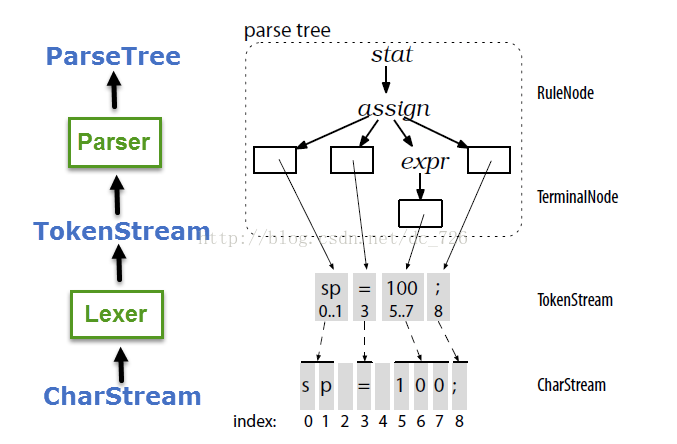 parse tree
ParseTree
stat
RuleNode
assign
Parser
expr
TerminalNode
TokenStream
http://blog.csdn.net/dc_726
sp = 100 ;
0..1 3 5..7 8
TokenStream
Lexer
s p = 1 0 0 ;
CharStream
CharStream
index: 0 1 2 3 4 5 6 7 8